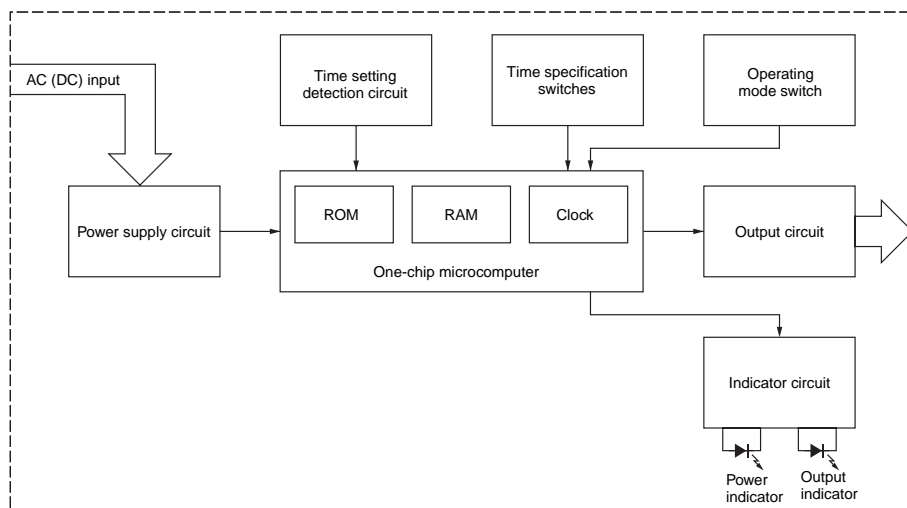 AC (DC) input
Time setting
detection circuit
Time specification
switches
Operating
mode switch
Power supply circuit
ROM
RAM
Clock
One-chip microcomputer
Output circuit
Indicator circuit
Power
indicator
Output
indicator